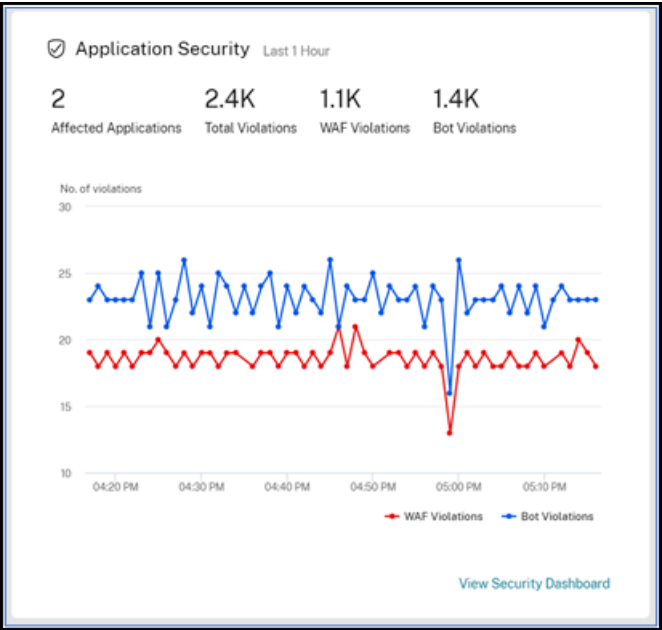 Application Security Last 1 Hour
2 2.4K 1.1K 1.4K
Affected Applications Total Violations WAF Violations Bot Violations
No. of violations
30
25
20
15
10
04:20 PM 04:30 PM 04:40 PM 04:50 PM 05:00 PM 05:10 PM
WAF Violations Bot Violations
View Security Dashboard